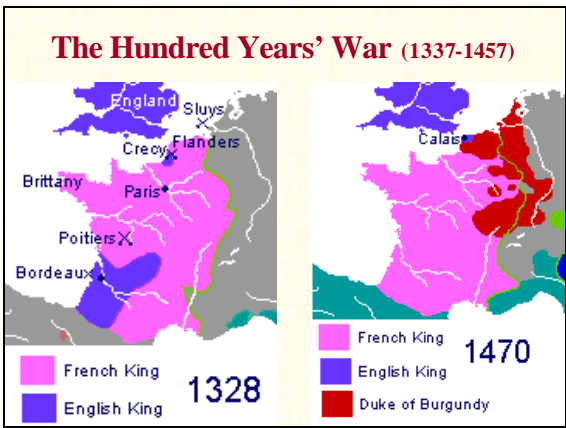 The Hundred Years' War (1337-1457)
England
Sluys
Crecy Flanders
Brittany
Paris
Poitiers
Bordeaux
French King
English King
1328
Calais
French King
English King
Duke of Burgundy
1470